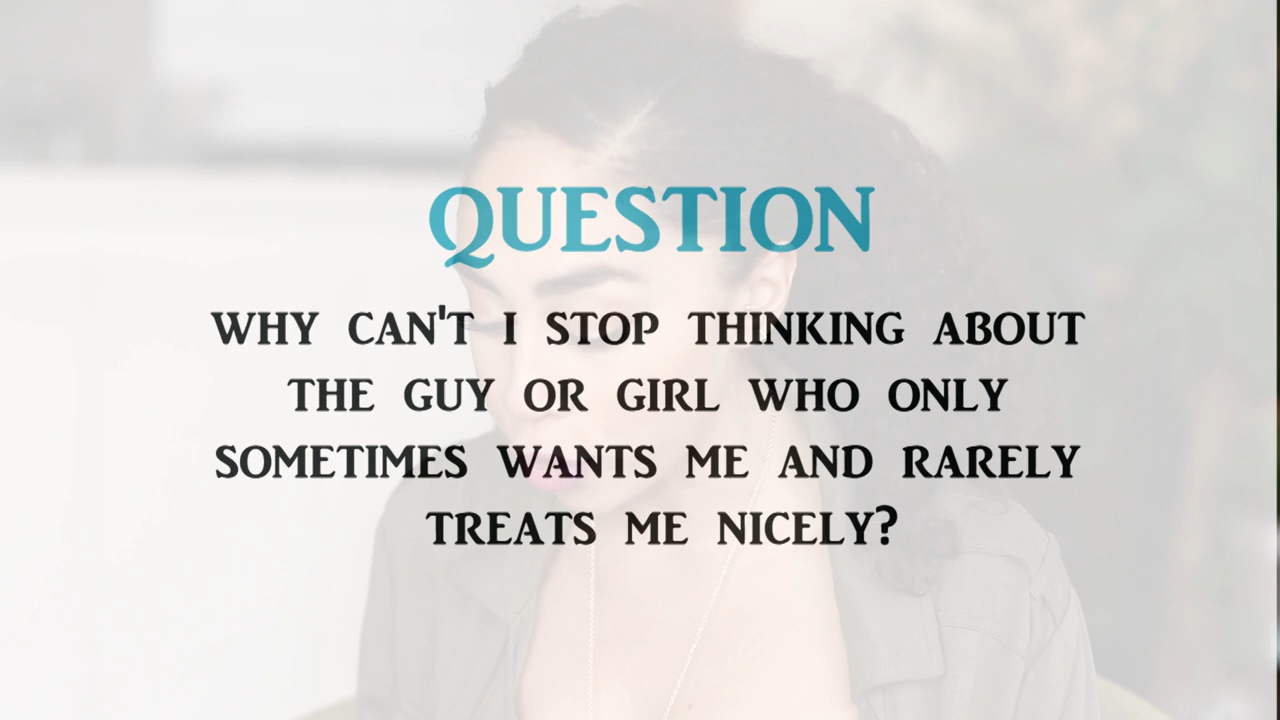 QUESTION
WHY CAN'T I STOP THINKING ABOUT
THE GUY OR GIRL WHO ONLY
SOMETIMES WANTS ME AND RARELY
TREATS ME NICELY?